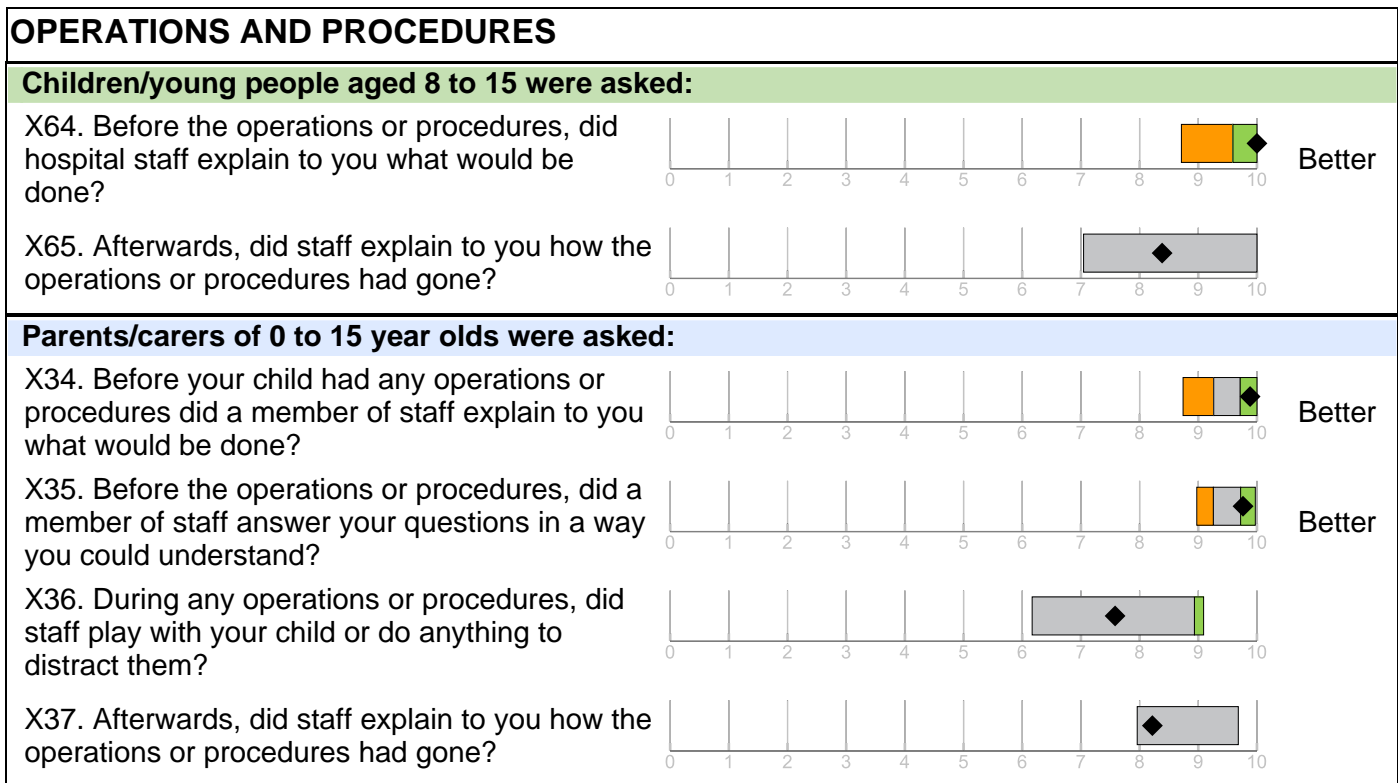 OPERATIONS AND PROCEDURES
Children/young people aged 8 to 15 were asked:
X64. Before the operations or procedures, did
hospital staff explain to you what would be
done?
0 1 2 3 4 5 6 7 8 9 10
Better
X65. Afterwards, did staff explain to you how the
operations or procedures had gone?
0 1 2 3 4 5 6 7 8 9 10
Parents/carers of 0 to 15 year olds were asked:
X34. Before your child had any operations or
procedures did a member of staff explain to you
what would be done?
0 1 2 3 4 5 6 7 8 9 10
Better
X35. Before the operations or procedures, did a
member of staff answer your questions in a way
you could understand?
0 1 2 3 4 5 6 7 8 9 10
Better
X36. During any operations or procedures, did
staff play with your child or do anything to
distract them?
0 1 2 3 4 5 6 7 8 9 10
X37. Afterwards, did staff explain to you how the
operations or procedures had gone?
0 1 2 3 4 5 6 7 8 9 10